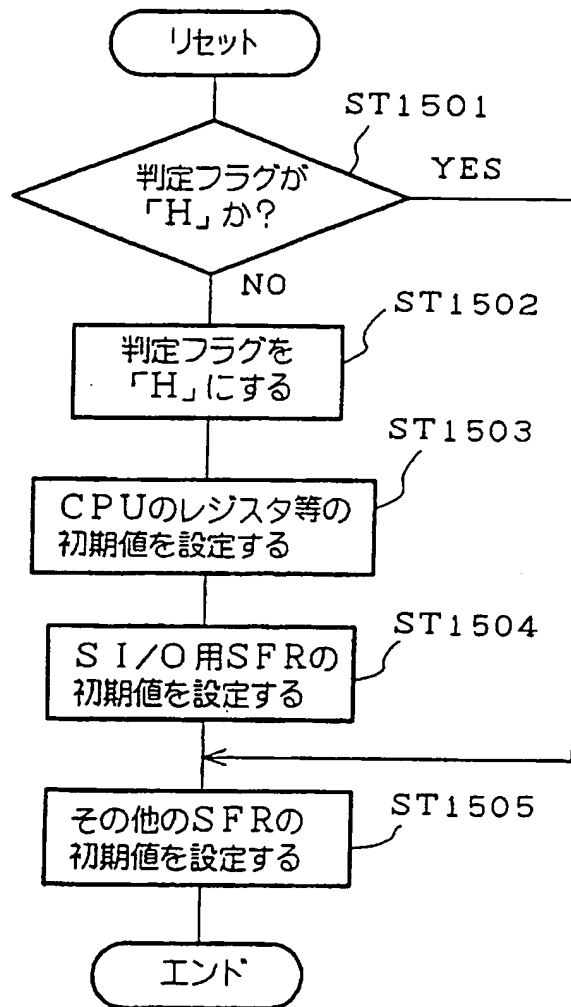 リセット
ST1501
判定フラグが
「H」か?
YES
NO
ST1502
判定フラグを
「H」にする
ST1503
CPUのレジスタ等の
初期値を設定する
ST1504
SI/O用SFRの
初期値を設定する
ST1505
その他のSFRの
初期値を設定する
エンド